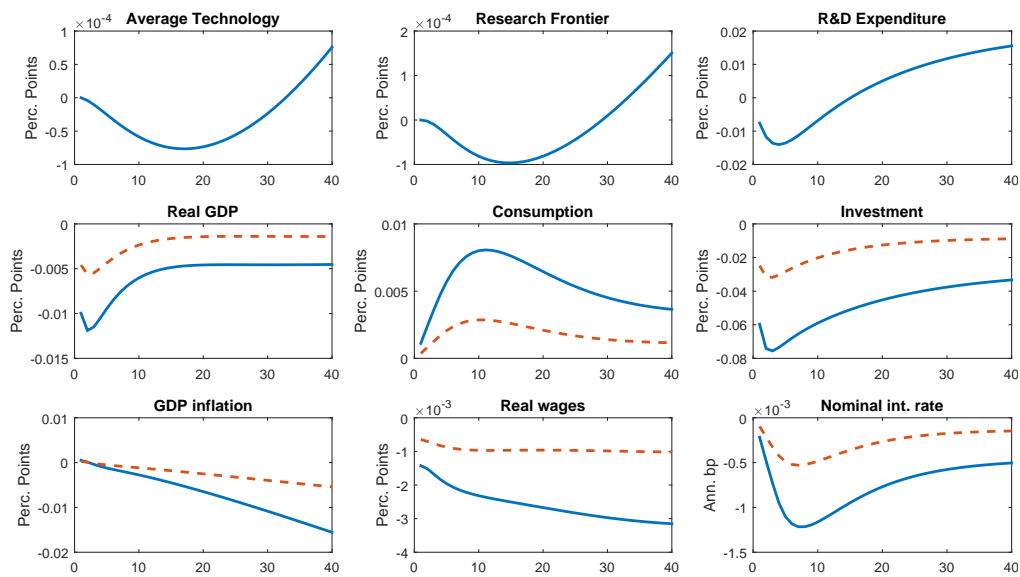 Average Technology
×10⁻⁴
Perc. Points
1
0.5
0
-0.5
-1
0 10 20 30 40
Research Frontier
×10⁻⁴
Perc. Points
2
1
0
-1
0 10 20 30 40
R&D Expenditure
Perc. Points
0.02
0.01
0
-0.01
-0.02
0 10 20 30 40
Real GDP
Perc. Points
0
-0.005
-0.01
-0.015
0 10 20 30 40
Consumption
Perc. Points
0.01
0.005
0
0 10 20 30 40
Investment
Perc. Points
0
-0.02
-0.04
-0.06
-0.08
0 10 20 30 40
GDP inflation
Perc. Points
0.01
0
-0.01
-0.02
0 10 20 30 40
Real wages
×10⁻³
Perc. Points
0
-1
-2
-3
-4
0 10 20 30 40
Nominal int. rate
×10⁻³
Ann. bp
0
-0.5
-1
-1.5
0 10 20 30 40